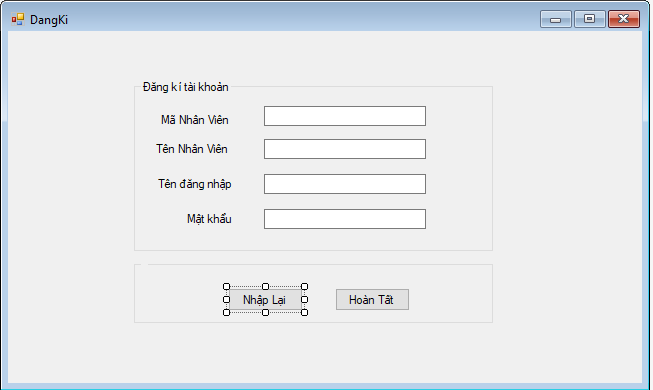 DangKi
Đăng kí tài khoản
Mã Nhân Viên
Tên Nhân Viên
Tên đăng nhập
Mật khẩu
Nhập Lại
Hoàn Tất